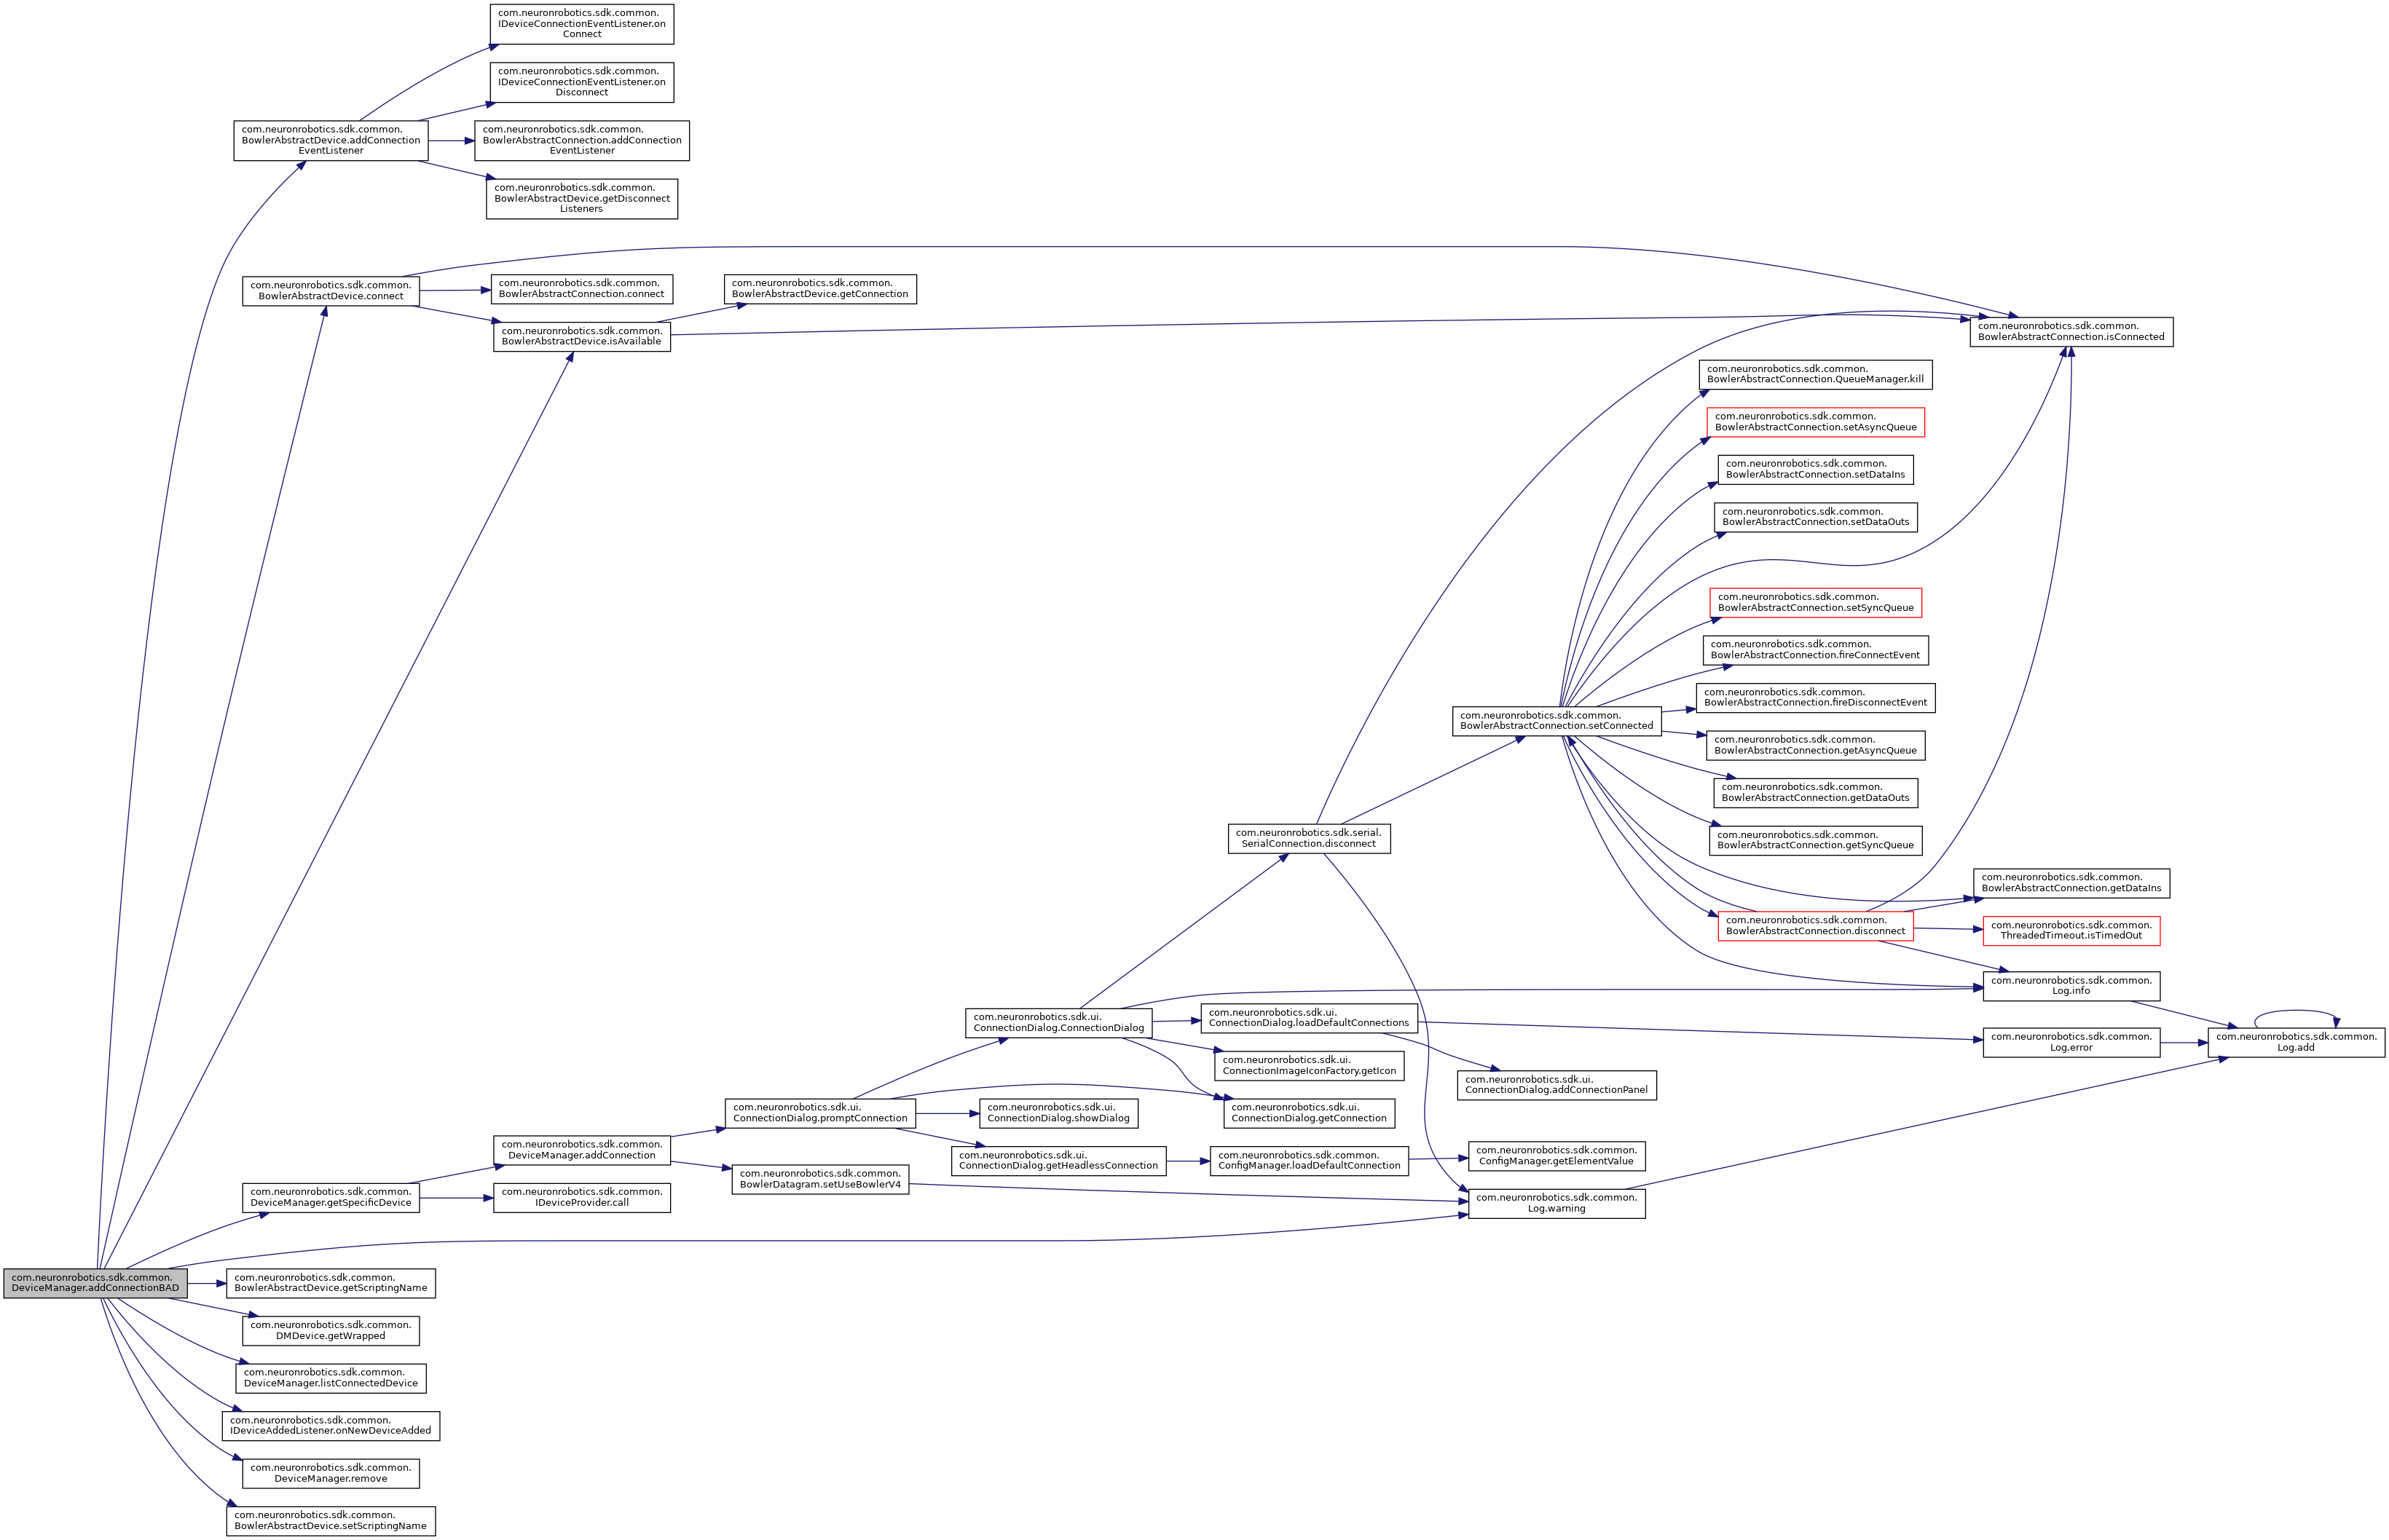 com.neuronrobotics.sdk.common.
IDeviceConnectionEventListener.on
Connect
com.neuronrobotics.sdk.common.
IDeviceConnectionEventListener.on
Disconnect
com.neuronrobotics.sdk.common.
BowlerAbstractDevice.addConnection
EventListener
com.neuronrobotics.sdk.common.
BowlerAbstractConnection.addConnection
EventListener
com.neuronrobotics.sdk.common.
BowlerAbstractDevice.getDisconnect
Listeners
com.neuronrobotics.sdk.common.
BowlerAbstractDevice.connect
com.neuronrobotics.sdk.common.
BowlerAbstractConnection.connect
com.neuronrobotics.sdk.common.
BowlerAbstractDevice.getConnection
com.neuronrobotics.sdk.common.
BowlerAbstractDevice.isAvailable
com.neuronrobotics.sdk.common.
BowlerAbstractConnection.isConnected
com.neuronrobotics.sdk.common.
BowlerAbstractConnection.QueueManager.kill
com.neuronrobotics.sdk.common.
BowlerAbstractConnection.setAsyncQueue
com.neuronrobotics.sdk.common.
BowlerAbstractConnection.setDataIns
com.neuronrobotics.sdk.common.
BowlerAbstractConnection.setDataOuts
com.neuronrobotics.sdk.common.
BowlerAbstractConnection.setSyncQueue
com.neuronrobotics.sdk.common.
BowlerAbstractConnection.fireConnectEvent
com.neuronrobotics.sdk.common.
BowlerAbstractConnection.fireDisconnectEvent
com.neuronrobotics.sdk.common.
BowlerAbstractConnection.setConnected
com.neuronrobotics.sdk.common.
BowlerAbstractConnection.getAsyncQueue
com.neuronrobotics.sdk.common.
BowlerAbstractConnection.getDataOuts
com.neuronrobotics.sdk.common.
BowlerAbstractConnection.getSyncQueue
com.neuronrobotics.sdk.serial.
SerialConnection.disconnect
com.neuronrobotics.sdk.common.
BowlerAbstractConnection.getDataIns
com.neuronrobotics.sdk.common.
BowlerAbstractConnection.disconnect
com.neuronrobotics.sdk.common.
ThreadedTimeout.isTimedOut
com.neuronrobotics.sdk.common.
Log.info
com.neuronrobotics.sdk.ui.
ConnectionDialog.ConnectionDialog
com.neuronrobotics.sdk.ui.
ConnectionDialog.loadDefaultConnections
com.neuronrobotics.sdk.common.
Log.error
com.neuronrobotics.sdk.common.
Log.add
com.neuronrobotics.sdk.ui.
ConnectionImageIconFactory.getIcon
com.neuronrobotics.sdk.ui.
ConnectionDialog.addConnectionPanel
com.neuronrobotics.sdk.ui.
ConnectionDialog.promptConnection
com.neuronrobotics.sdk.ui.
ConnectionDialog.showDialog
com.neuronrobotics.sdk.ui.
ConnectionDialog.getConnection
com.neuronrobotics.sdk.common.
DeviceManager.addConnection
com.neuronrobotics.sdk.ui.
ConnectionDialog.getHeadlessConnection
com.neuronrobotics.sdk.common.
ConfigManager.loadDefaultConnection
com.neuronrobotics.sdk.common.
ConfigManager.getElementValue
com.neuronrobotics.sdk.common.
BowlerDatagram.setUseBowlerV4
com.neuronrobotics.sdk.common.
DeviceManager.getSpecificDevice
com.neuronrobotics.sdk.common.
IDeviceProvider.call
com.neuronrobotics.sdk.common.
Log.warning
com.neuronrobotics.sdk.common.
DeviceManager.addConnectionBAD
com.neuronrobotics.sdk.common.
BowlerAbstractDevice.getScriptingName
com.neuronrobotics.sdk.common.
DMDevice.getWrapped
com.neuronrobotics.sdk.common.
DeviceManager.listConnectedDevice
com.neuronrobotics.sdk.common.
IDeviceAddedListener.onNewDeviceAdded
com.neuronrobotics.sdk.common.
DeviceManager.remove
com.neuronrobotics.sdk.common.
BowlerAbstractDevice.setScriptingName